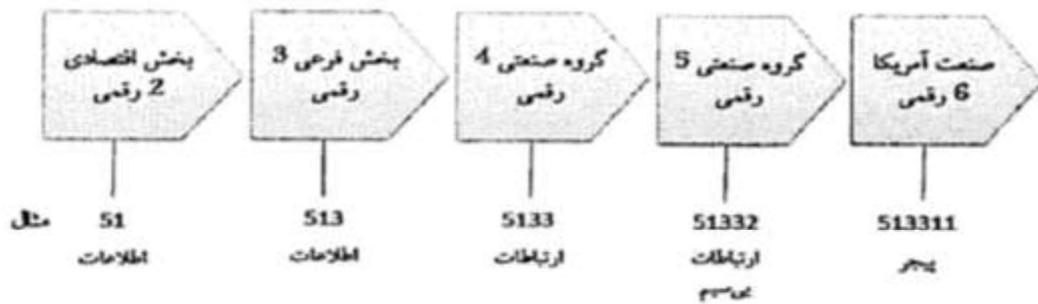 بخش اقتصادی
2 رقمی
بخش فرعی 3
رقمی
گروه صنعتی 4
رقمی
گروه صنعتی 5
رقمی
صنعت آمریکا
6 رقمی
مثال 51 513 5133 51332 513311
اطلاعات اطلاعات ارتباطات ارتباطات پیجر
بی‌سیم